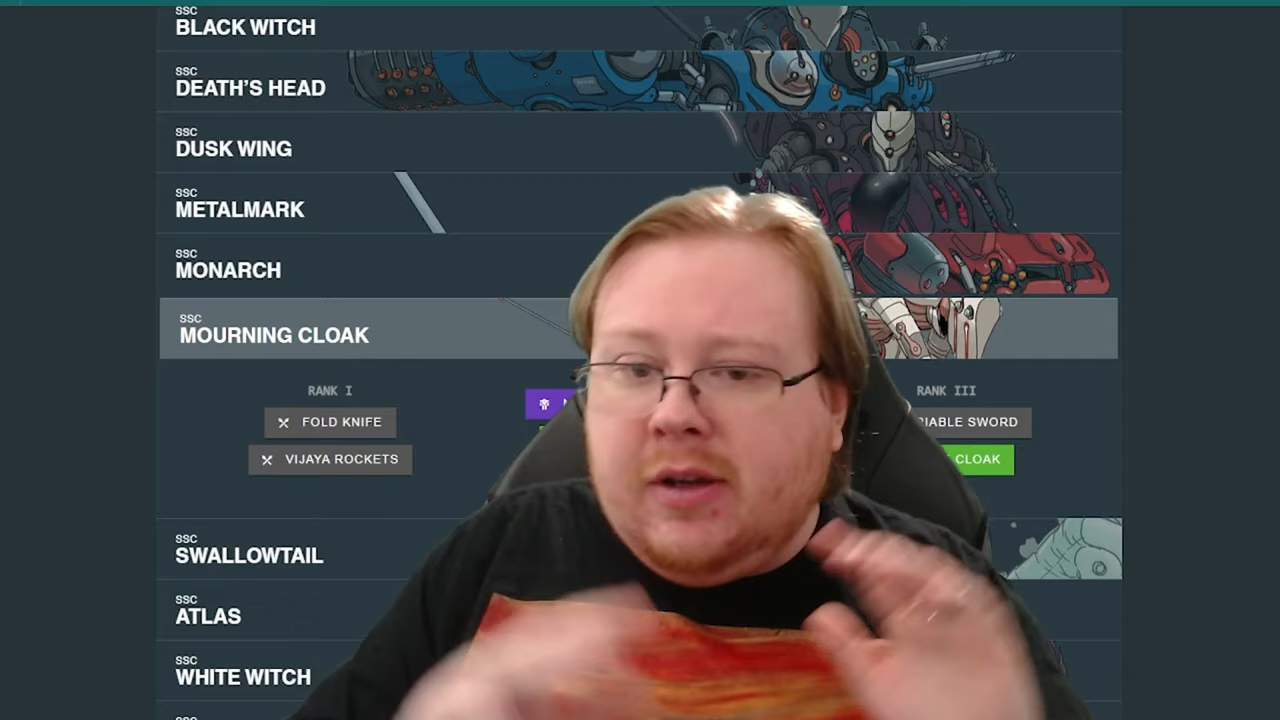 SSC
BLACK WITCH
SSC
DEATH'S HEAD
SSC
DUSK WING
SSC
METALMARK
SSC
MONARCH
SSC
MOURNING CLOAK
RANK I
RANK III
FOLD KNIFE
SWORD
VIJAYA ROCKETS
CLOAK
SSC
SWALLOWTAIL
SSC
ATLAS
SSC
WHITE WITCH
SSC